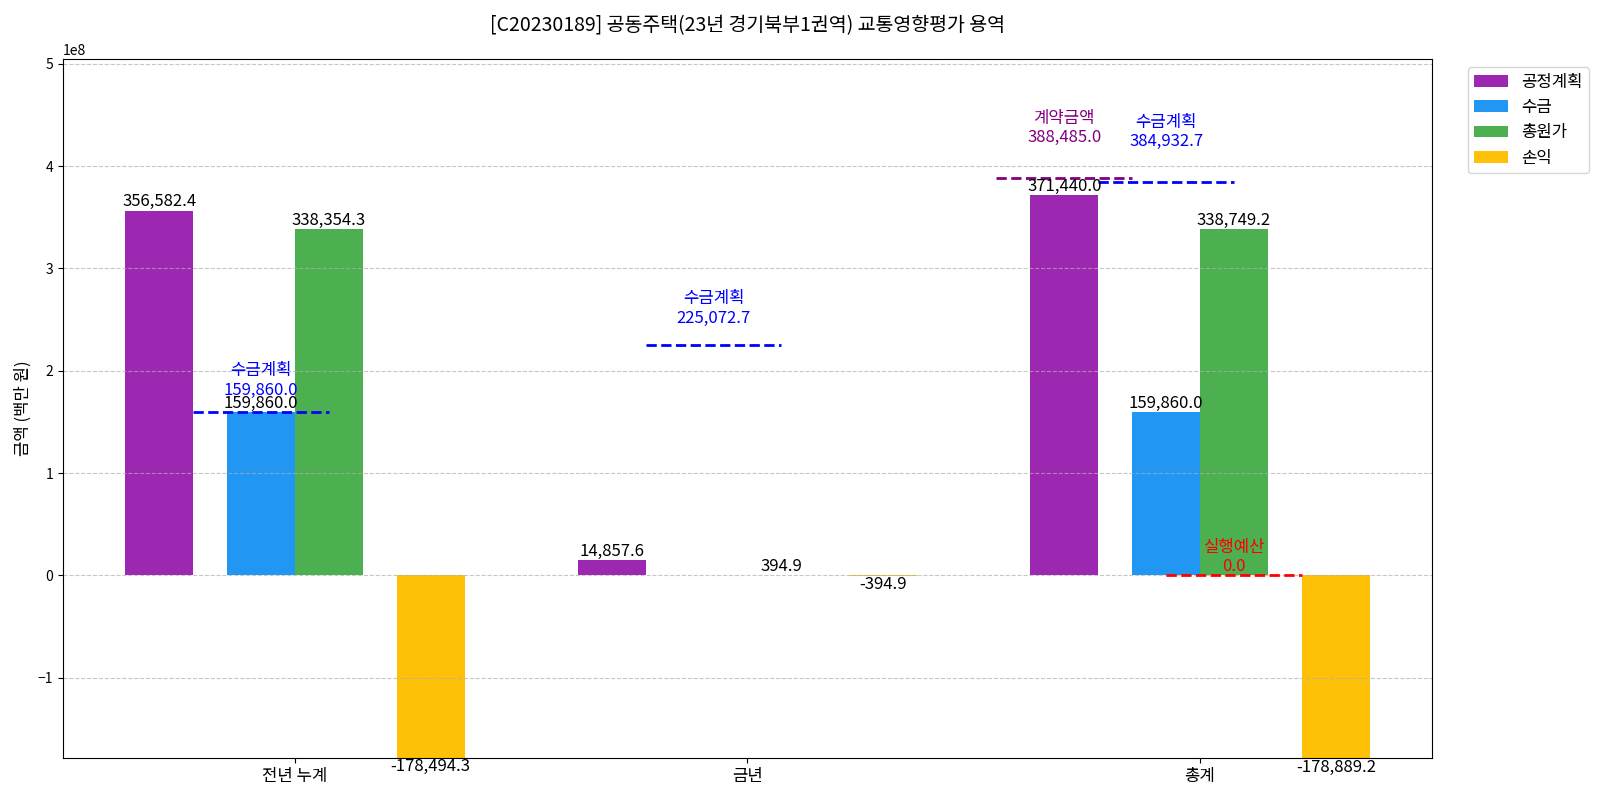 [C20230189] 공동주택(23년 경기북부1권역) 교통영향평가 용역
1e8
5
4
3
2
1
0
−1
금액 (백만 원)
356,582.4
338,354.3
수금계획
159,860.0
159,860.0
-178,494.3
수금계획
225,072.7
14,857.6
394.9
-394.9
계약금액
388,485.0
수금계획
384,932.7
371,440.0
338,749.2
159,860.0
실행예산
0.0
-178,889.2
전년 누계
금년
총계
공정계획
수금
총원가
손익